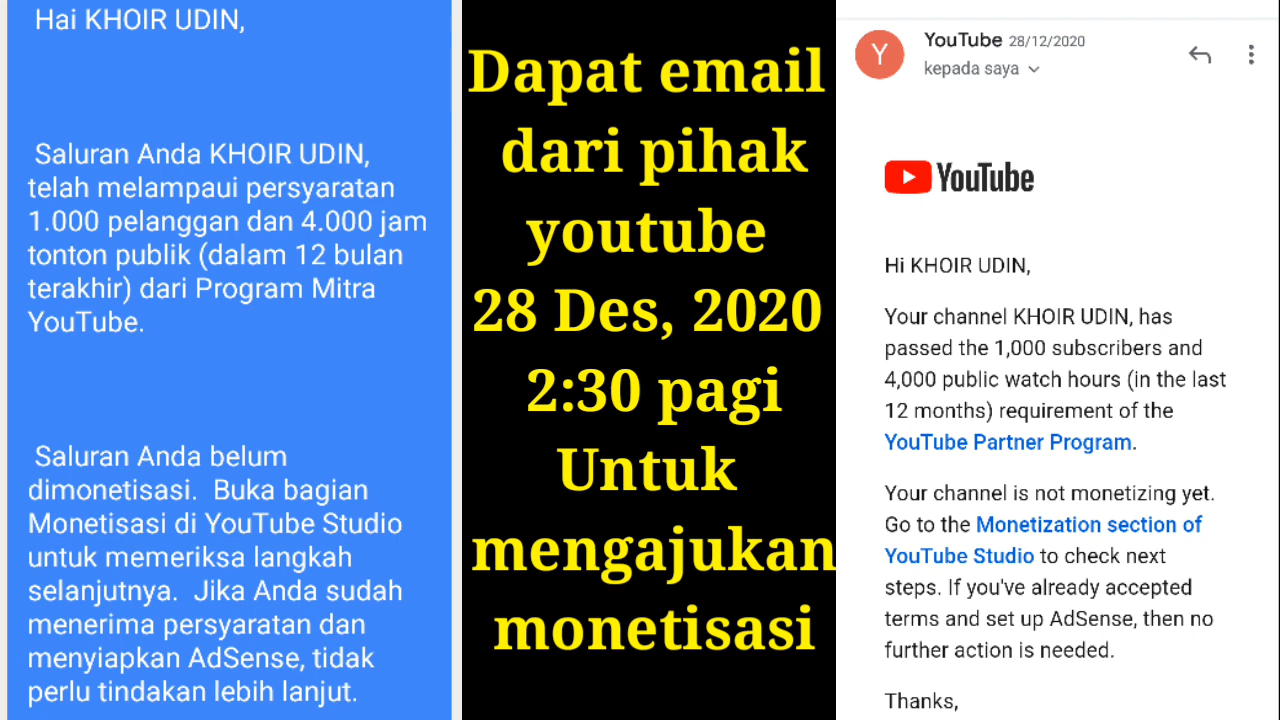 Hai KHOIR UDIN,
Saluran Anda KHOIR UDIN,
telah melampaui persyaratan
1.000 pelanggan dan 4.000 jam
tonton publik (dalam 12 bulan
terakhir) dari Program Mitra
YouTube.
Saluran Anda belum
dimonetisasi. Buka bagian
Monetisasi di YouTube Studio
untuk memeriksa langkah
selanjutnya. Jika Anda sudah
menerima persyaratan dan
menyiapkan AdSense, tidak
perlu tindakan lebih lanjut.
Dapat email
dari pihak
youtube
28 Des, 2020
2:30 pagi
Untuk
mengajukan
monetisasi
Y
YouTube 28/12/2020
kepada saya
YouTube
Hi KHOIR UDIN,
Your channel KHOIR UDIN, has
passed the 1,000 subscribers and
4,000 public watch hours (in the last
12 months) requirement of the
YouTube Partner Program.
Your channel is not monetizing yet.
Go to the Monetization section of
YouTube Studio to check next
steps. If you've already accepted
terms and set up AdSense, then no
further action is needed.
Thanks,